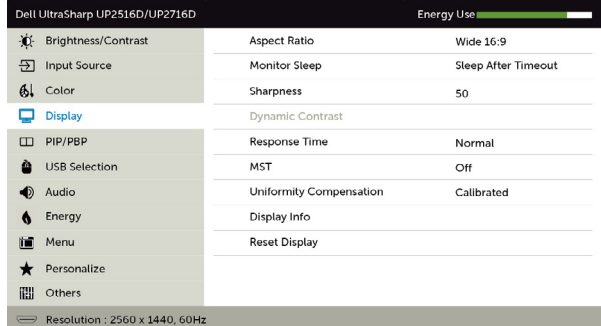 Dell UltraSharp UP2516D/UP2716D Energy Use
Brightness/Contrast Aspect Ratio Wide 16:9
Input Source Monitor Sleep Sleep After Timeout
Color Sharpness 50
Display Dynamic Contrast
PIP/PBP Response Time Normal
USB Selection MST Off
Audio Uniformity Compensation Calibrated
Energy Display Info
Menu Reset Display
Personalize
Others
Resolution : 2560 x 1440, 60Hz